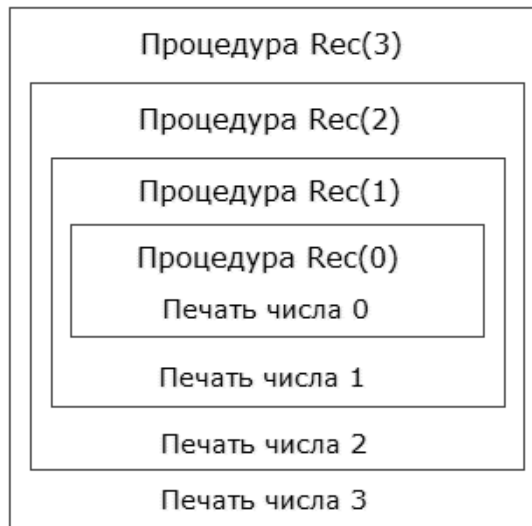 Процедура Rec(3)
Процедура Rec(2)
Процедура Rec(1)
Процедура Rec(0)
Печать числа 0
Печать числа 1
Печать числа 2
Печать числа 3